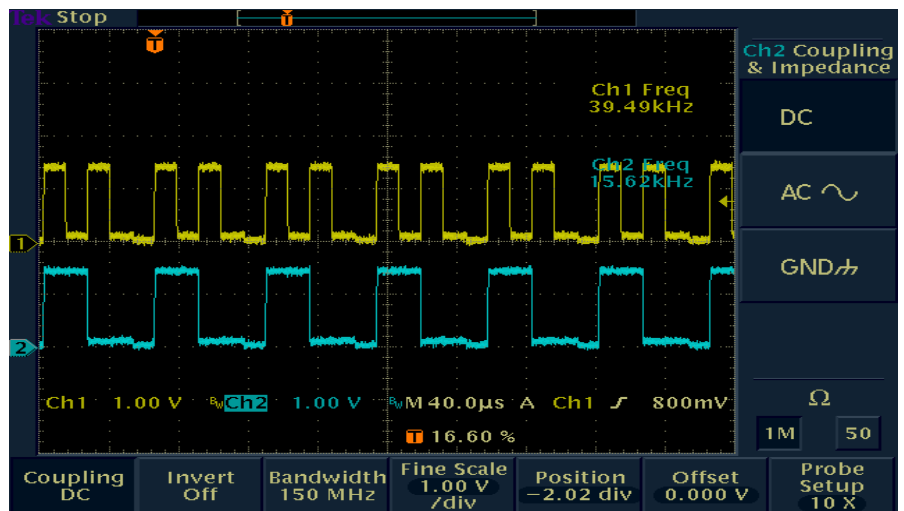 Tek Stop
T
T
Ch2 Coupling
& Impedance
Ch1 Freq
39.49kHz
DC
Ch2 Freq
15.62kHz
AC
1
GND
2
Ch1 1.00 V BW Ch2 1.00 V BW M 40.0µs A Ch1 800mV
Ω
T 16.60 %
1M 50
Coupling
DC
Invert
Off
Bandwidth
150 MHz
Fine Scale
1.00 V
/div
Position
−2.02 div
Offset
0.000 V
Probe
Setup
10 X